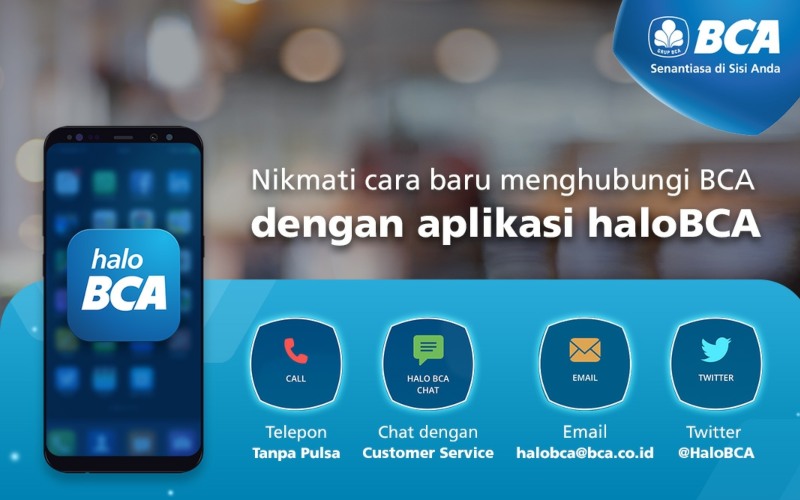 GRUP BCA
BCA
Senantiasa di Sisi Anda
Nikmati cara baru menghubungi BCA
dengan aplikasi haloBCA
halo
BCA
CALL
HALO BCA
CHAT
EMAIL
TWITTER
Telepon
Tanpa Pulsa
Chat dengan
Customer Service
Email
halobca@bca.co.id
Twitter
@HaloBCA